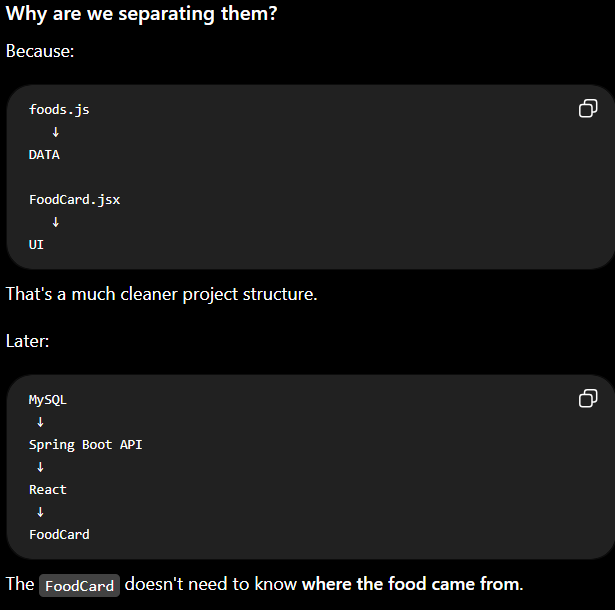 Why are we separating them?
Because:
foods.js
↓
DATA
FoodCard.jsx
↓
UI
That's a much cleaner project structure.
Later:
MySQL
↓
Spring Boot API
↓
React
↓
FoodCard
The FoodCard doesn't need to know where the food came from.